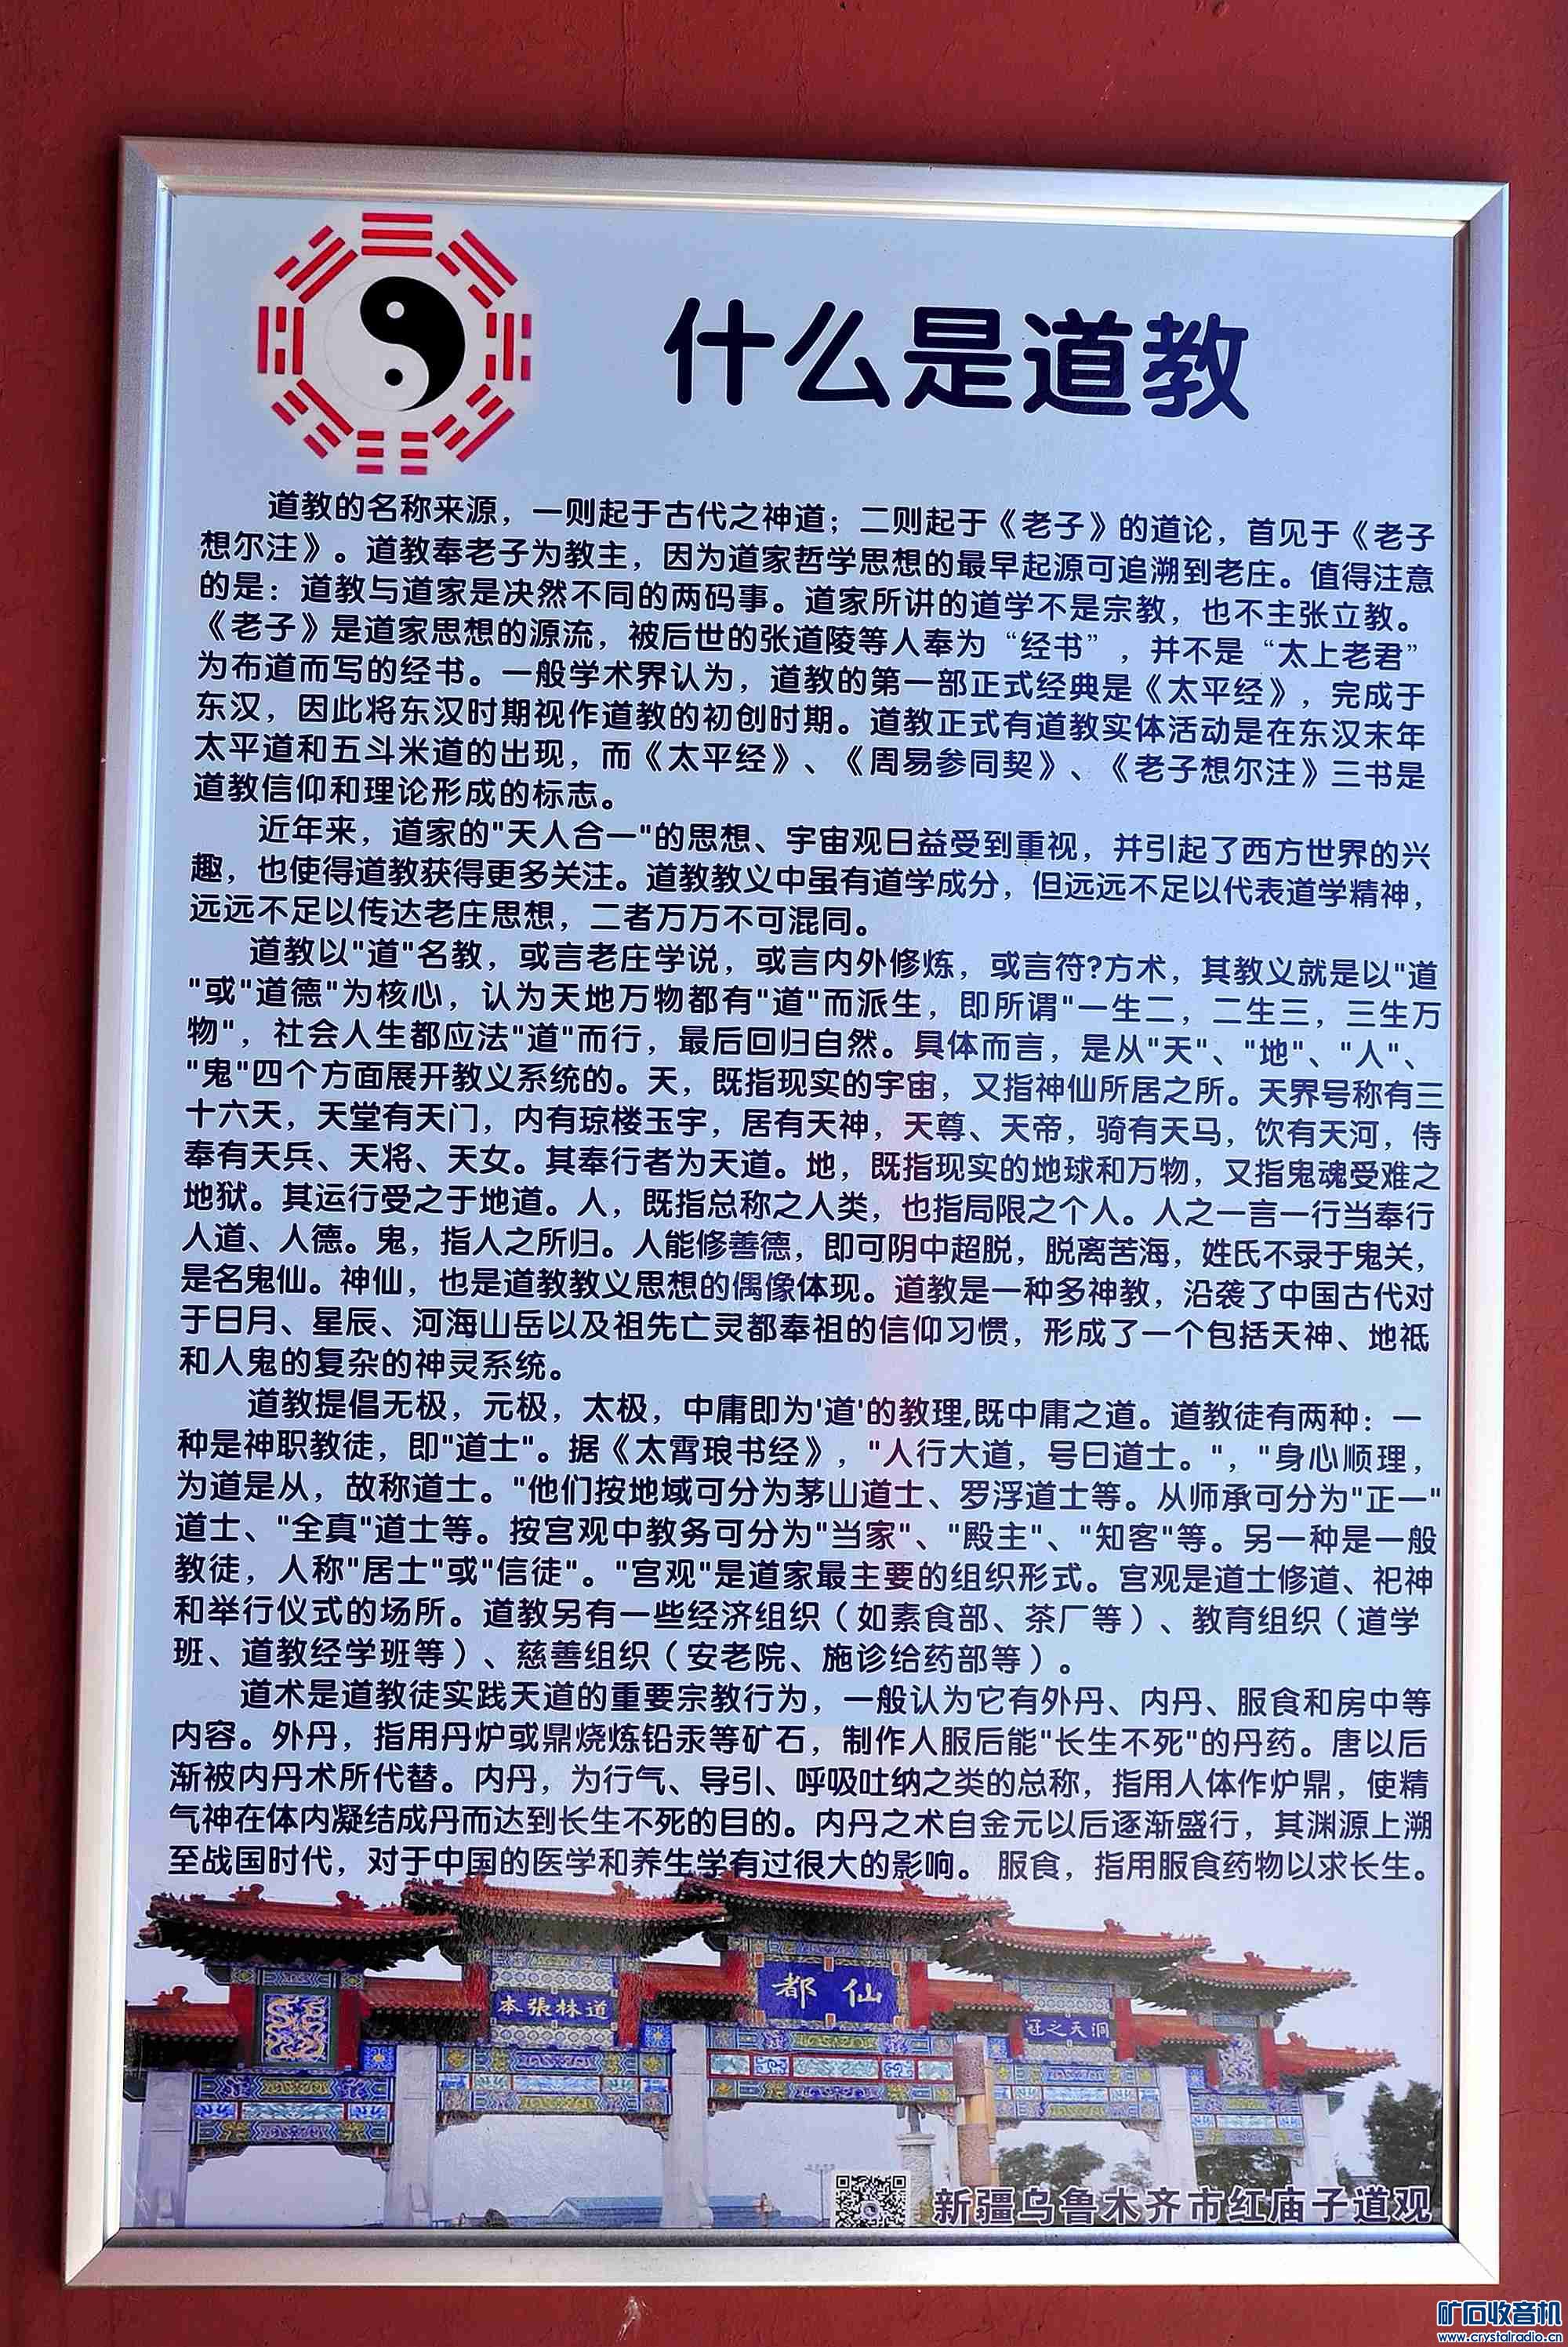 什么是道教
道教的名称来源，一则起于古代之神道；二则起于《老子》的道论，首见于《老子
想尔注》。道教奉老子为教主，因为道家哲学思想的最早起源可追溯到老庄。值得注意
的是：道教与道家是决然不同的两码事。道家所讲的道学不是宗教，也不主张立教。
《老子》是道家思想的源流，被后世的张道陵等人奉为“经书”，并不是“太上老君”
为布道而写的经书。一般学术界认为，道教的第一部正式经典是《太平经》，完成于
东汉，因此将东汉时期视作道教的初创时期。道教正式有道教实体活动是在东汉末年
太平道和五斗米道的出现，而《太平经》、《周易参同契》、《老子想尔注》三书是
道教信仰和理论形成的标志。
近年来，道家的"天人合一"的思想、宇宙观日益受到重视，并引起了西方世界的兴
趣，也使得道教获得更多关注。道教教义中虽有道学成分，但远远不足以代表道学精神，
远远不足以传达老庄思想，二者万万不可混同。
道教以"道"名教，或言老庄学说，或言内外修炼，或言符?方术，其教义就是以"道
"或"道德"为核心，认为天地万物都有"道"而派生，即所谓"一生二，二生三，三生万
物"，社会人生都应法"道"而行，最后回归自然。具体而言，是从"天"、"地"、"人"、
"鬼"四个方面展开教义系统的。天，既指现实的宇宙，又指神仙所居之所。天界号称有三
十六天，天堂有天门，内有琼楼玉宇，居有天神，天尊、天帝，骑有天马，饮有天河，侍
奉有天兵、天将、天女。其奉行者为天道。地，既指现实的地球和万物，又指鬼魂受难之
地狱。其运行受之于地道。人，既指总称之人类，也指局限之个人。人之一言一行当奉行
人道、人德。鬼，指人之所归。人能修善德，即可阴中超脱，脱离苦海，姓氏不录于鬼关，
是名鬼仙。神仙，也是道教教义思想的偶像体现。道教是一种多神教，沿袭了中国古代对
于日月、星辰、河海山岳以及祖先亡灵都奉祖的信仰习惯，形成了一个包括天神、地祇
和人鬼的复杂的神灵系统。
道教提倡无极，元极，太极，中庸即为'道'的教理,既中庸之道。道教徒有两种：一
种是神职教徒，即"道士"。据《太霄琅书经》，"人行大道，号曰道士。"，"身心顺理，
为道是从，故称道士。"他们按地域可分为茅山道士、罗浮道士等。从师承可分为"正一"
道士、"全真"道士等。按宫观中教务可分为"当家"、"殿主"、"知客"等。另一种是一般
教徒，人称"居士"或"信徒"。"宫观"是道家最主要的组织形式。宫观是道士修道、祀神
和举行仪式的场所。道教另有一些经济组织（如素食部、茶厂等）、教育组织（道学
班、道教经学班等）、慈善组织（安老院、施诊给药部等）。
道术是道教徒实践天道的重要宗教行为，一般认为它有外丹、内丹、服食和房中等
内容。外丹，指用丹炉或鼎烧炼铅汞等矿石，制作人服后能"长生不死"的丹药。唐以后
渐被内丹术所代替。内丹，为行气、导引、呼吸吐纳之类的总称，指用人体作炉鼎，使精
气神在体内凝结成丹而达到长生不死的目的。内丹之术自金元以后逐渐盛行，其渊源上溯
至战国时代，对于中国的医学和养生学有过很大的影响。 服食，指用服食药物以求长生。
都仙
本張林道
冠之天洞
新疆乌鲁木齐市红庙子道观
矿石收音机
www.crystalradio.cn